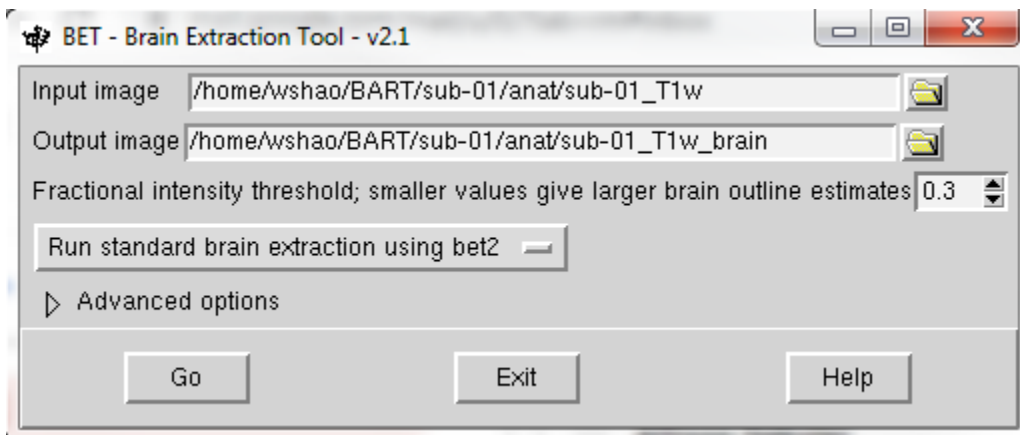 BET - Brain Extraction Tool - v2.1
Input image /home/wshao/BART/sub-01/anat/sub-01_T1w
Output image /home/wshao/BART/sub-01/anat/sub-01_T1w_brain
Fractional intensity threshold; smaller values give larger brain outline estimates 0.3
Run standard brain extraction using bet2
Advanced options
Go Exit Help